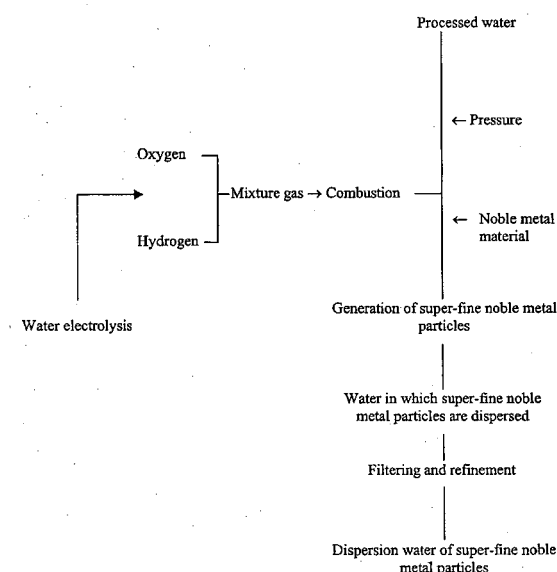 Processed water
← Pressure
Oxygen
Mixture gas → Combustion
Hydrogen
← Noble metal
material
Water electrolysis
Generation of super-fine noble metal
particles
Water in which super-fine noble
metal particles are dispersed
Filtering and refinement
Dispersion water of super-fine noble
metal particles